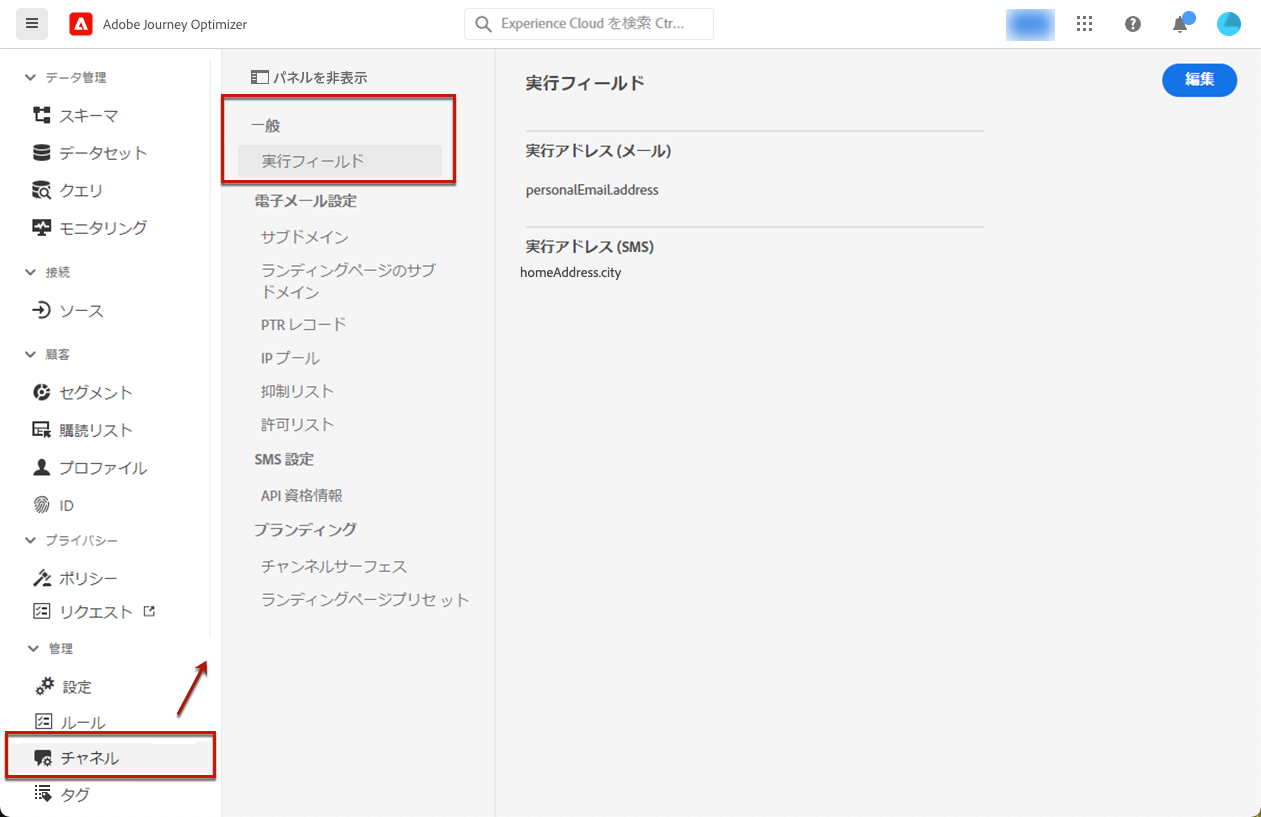 Adobe Journey Optimizer
Experience Cloud を検索 Ctr...
データ管理
スキーマ
データセット
クエリ
モニタリング
接続
ソース
顧客
セグメント
購読リスト
プロファイル
ID
プライバシー
ポリシー
リクエスト
管理
設定
ルール
チャネル
タグ
パネルを非表示
一般
実行フィールド
電子メール設定
サブドメイン
ランディングページのサブ
ドメイン
PTR レコード
IP プール
抑制リスト
許可リスト
SMS 設定
API 資格情報
ブランディング
チャンネルサーフェス
ランディングページプリセット
実行フィールド
編集
実行アドレス (メール)
personalEmail.address
実行アドレス (SMS)
homeAddress.city